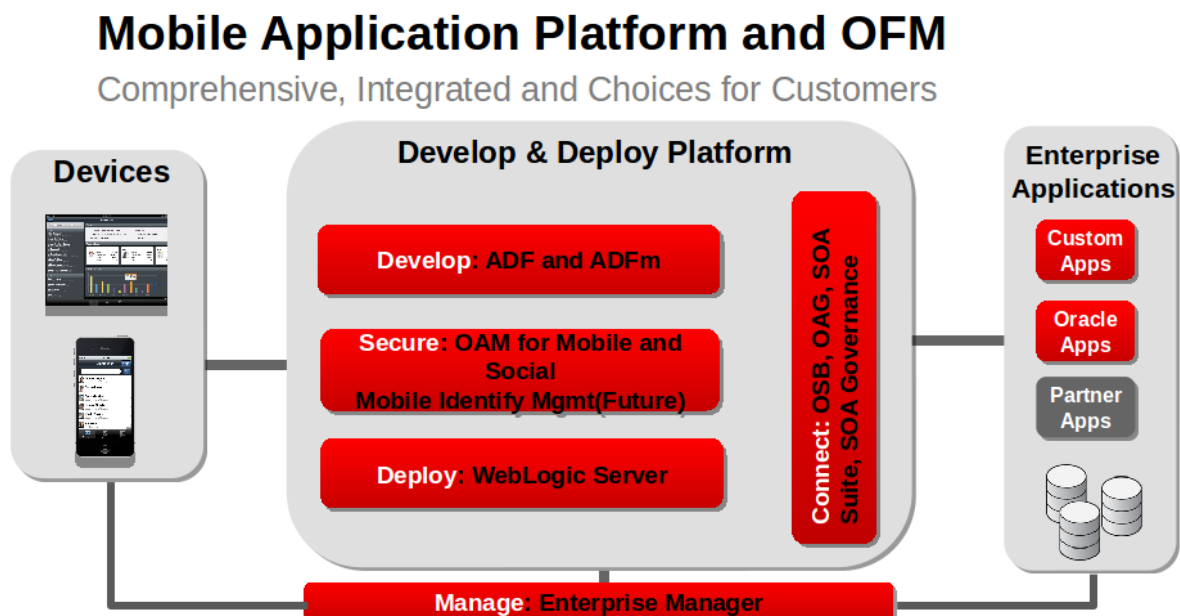 Mobile Application Platform and OFM
Comprehensive, Integrated and Choices for Customers
Devices
Develop & Deploy Platform
Develop: ADF and ADFm
Secure: OAM for Mobile and
Social
Mobile Identify Mgmt(Future)
Deploy: WebLogic Server
Connect: OSB, OAG, SOA
Suite, SOA Governance
Enterprise
Applications
Custom
Apps
Oracle
Apps
Partner
Apps
Manage: Enterprise Manager